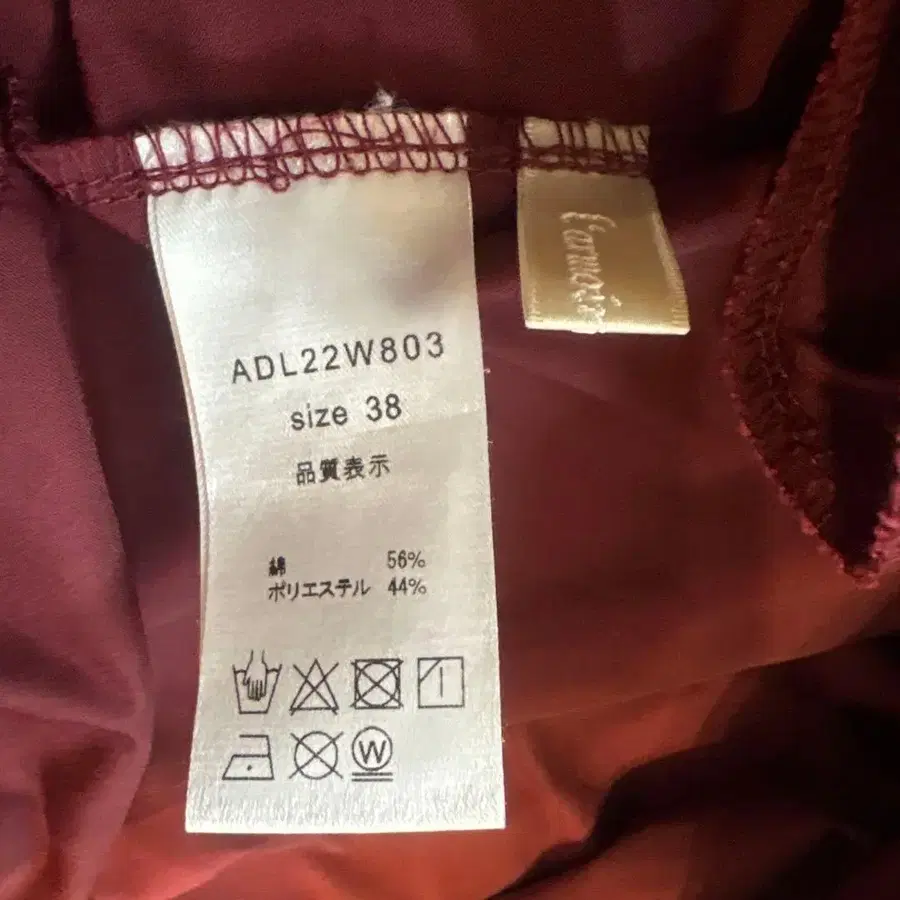 ADL22W803
size 38
品質表示
綿 56%
ポリエステル 44%
W